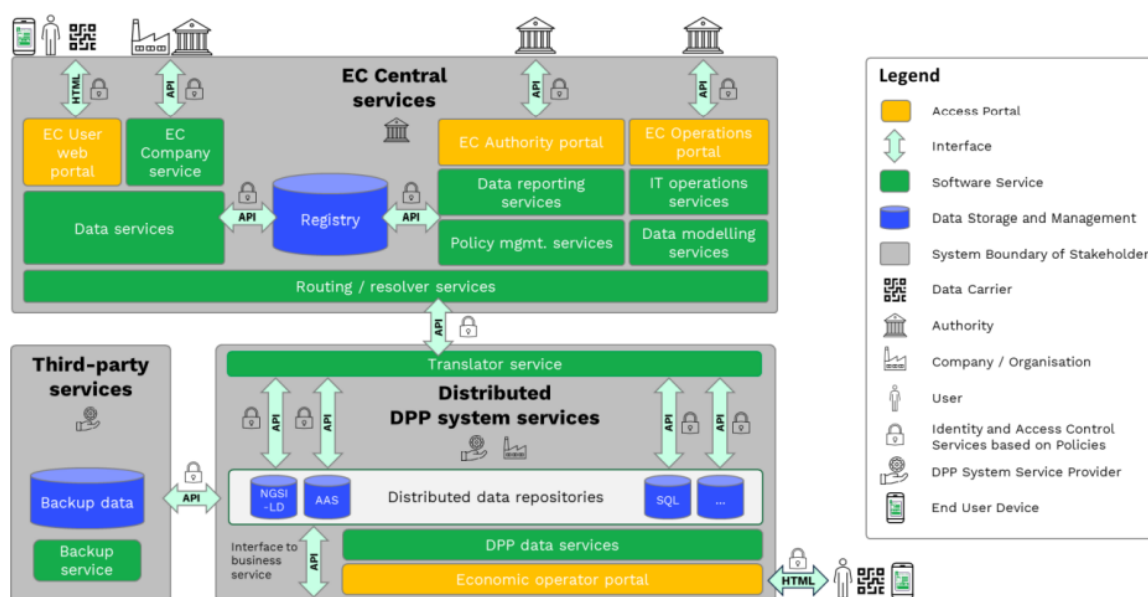 EC Central
services
HTML
API
API
API
EC User
web
portal
EC
Company
service
EC Authority portal
EC Operations
portal
Data services
API
Registry
API
Data reporting
services
IT operations
services
Policy mgmt. services
Data modelling
services
Routing / resolver services
API
Third-party
services
Backup data
Backup
service
API
Translator service
Distributed
DPP system services
API
API
API
API
NGSI
-LD
AAS
Distributed data repositories
SQL
...
Interface to
business
service
API
DPP data services
Economic operator portal
HTML
Legend
Access Portal
Interface
Software Service
Data Storage and Management
System Boundary of Stakeholder
Data Carrier
Authority
Company / Organisation
User
Identity and Access Control
Services based on Policies
DPP System Service Provider
End User Device